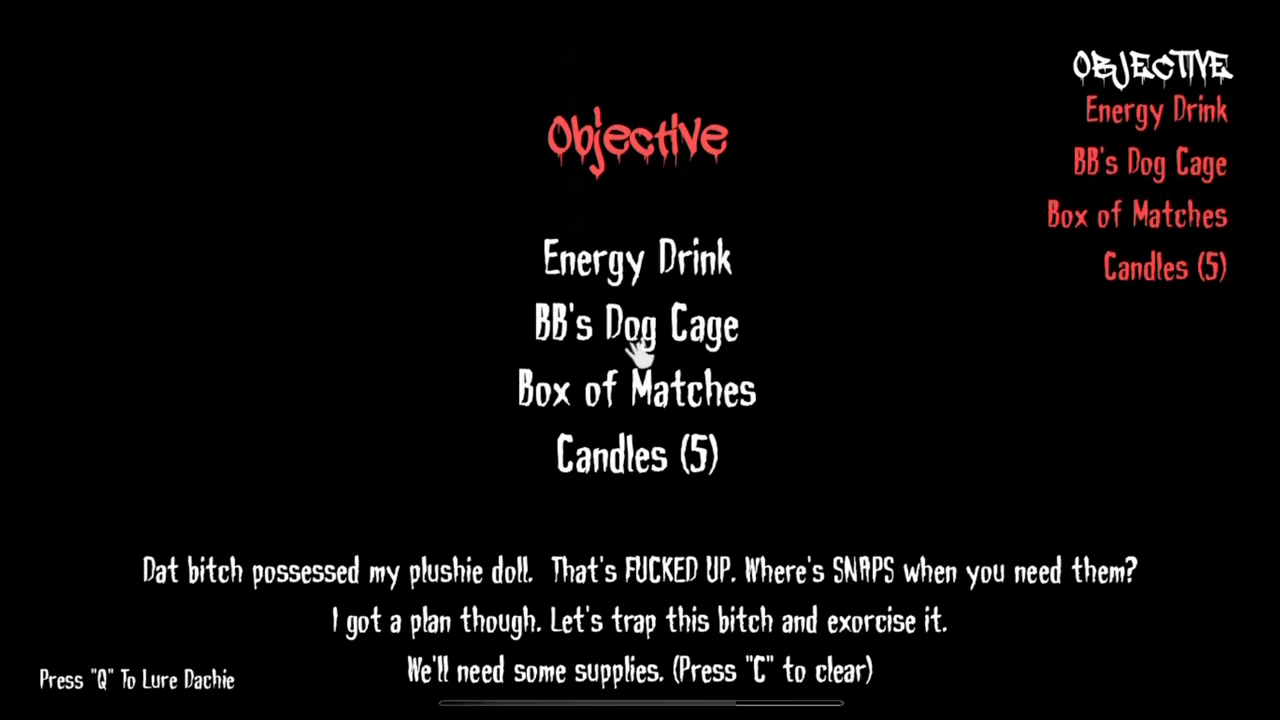 Objective
Energy Drink
BB's Dog Cage
Box of Matches
Candles (5)
OBJECTIVE
Energy Drink
BB's Dog Cage
Box of Matches
Candles (5)
Dat bitch possessed my plushie doll.  That's FUCKED UP. Where's SNAPS when you need them?
I got a plan though. Let's trap this bitch and exorcise it.
We'll need some supplies. (Press "C" to clear)
Press "Q" To Lure Dachie